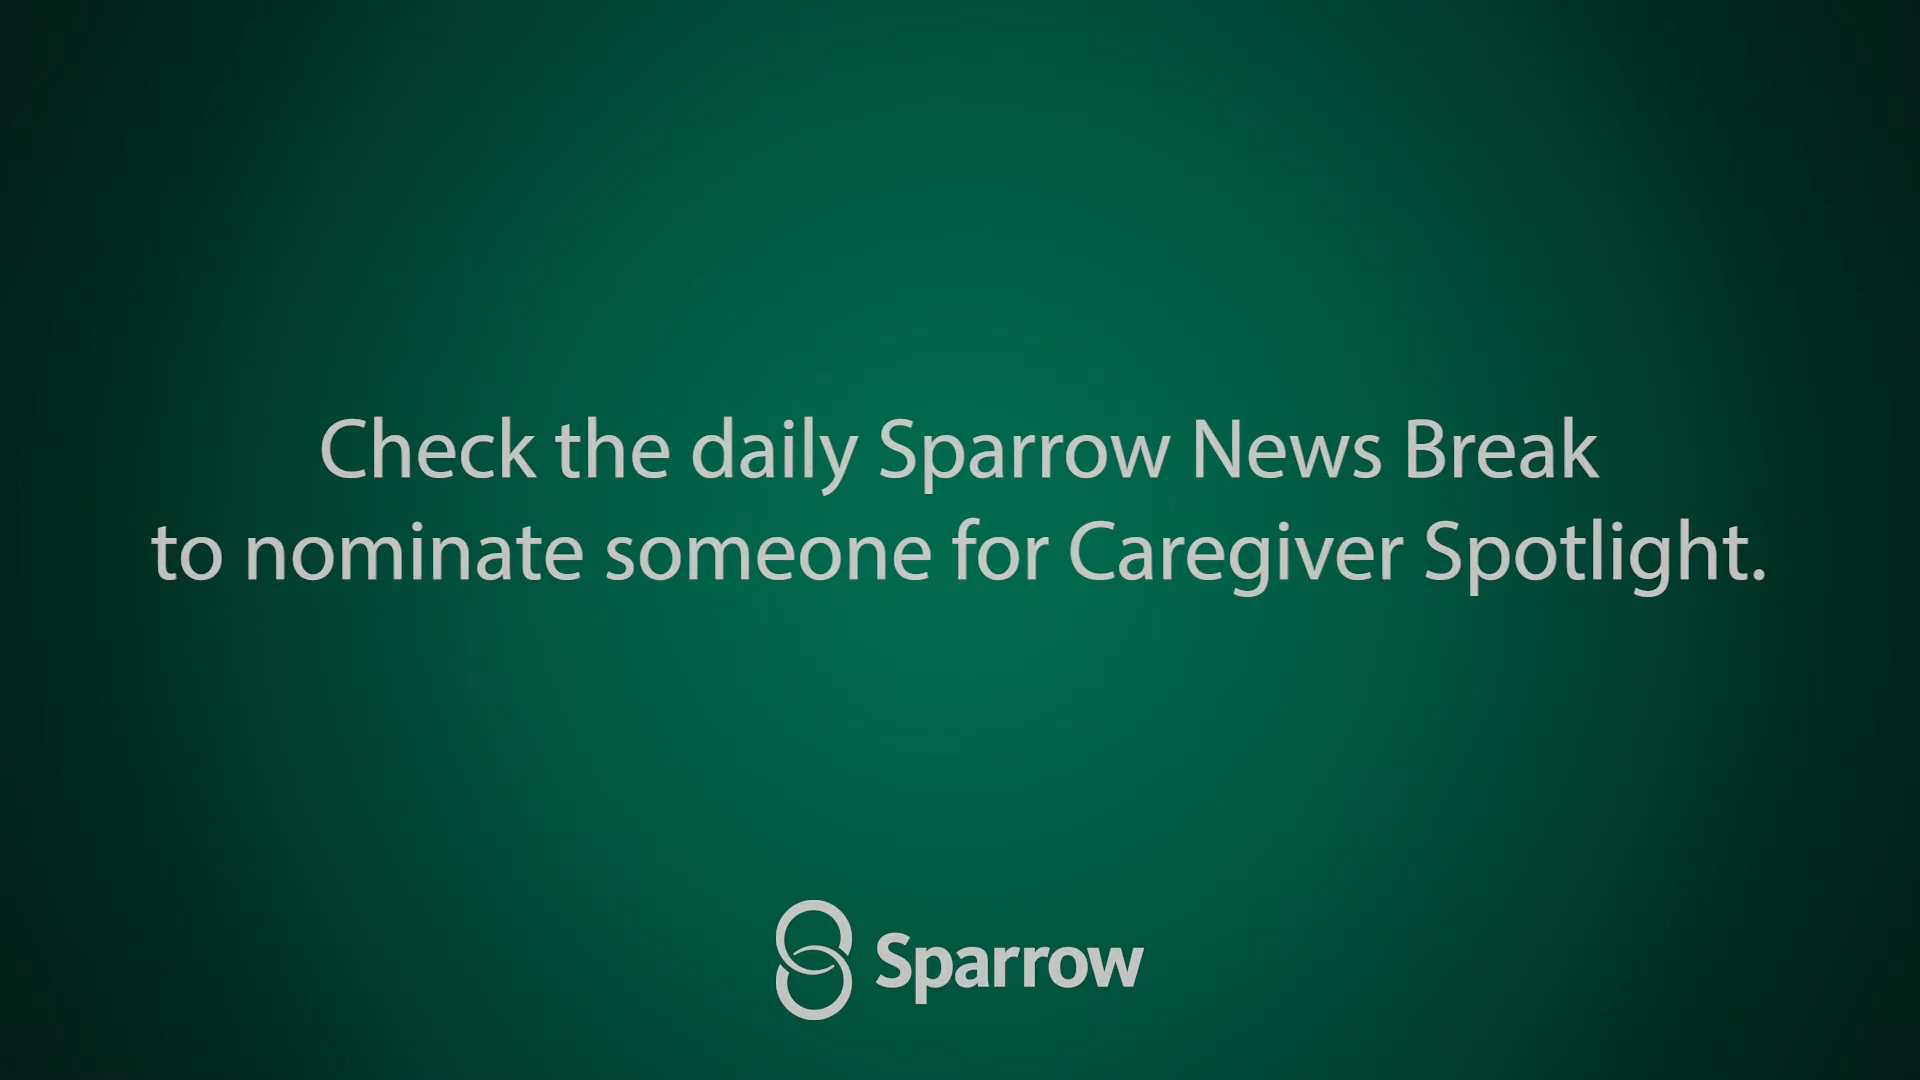 Check the daily Sparrow News Break
to nominate someone for Caregiver Spotlight.
Sparrow